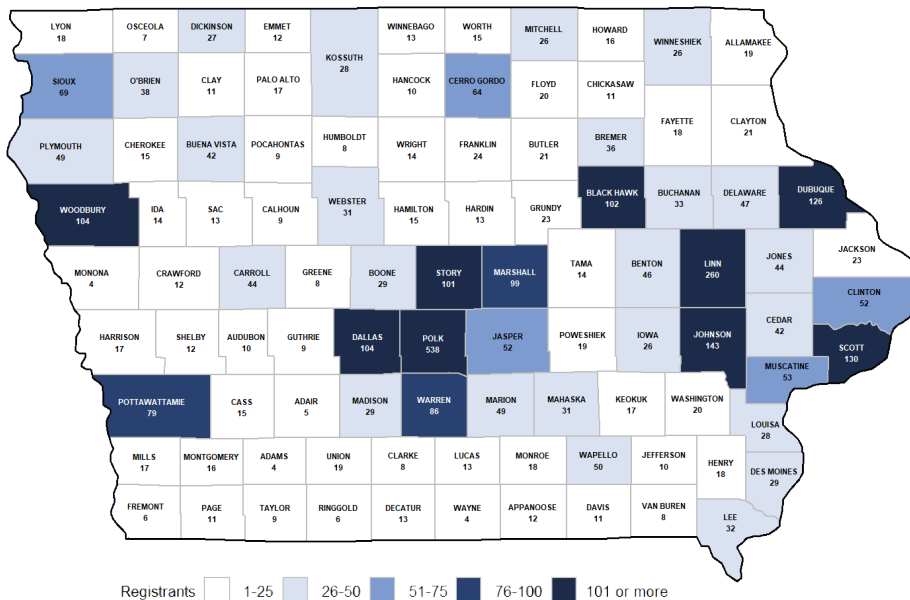 LYON
18
OSCEOLA
7
DICKINSON
27
EMMET
12
WINNEBAGO
13
WORTH
15
MITCHELL
26
HOWARD
16
WINNESHIEK
26
ALLAMAKEE
19
KOSSUTH
28
SIOUX
69
O'BRIEN
38
CLAY
11
PALO ALTO
17
HANCOCK
10
CERRO GORDO
64
FLOYD
20
CHICKASAW
11
FAYETTE
18
CLAYTON
21
PLYMOUTH
49
CHEROKEE
15
BUENA VISTA
42
POCAHONTAS
9
HUMBOLDT
8
WRIGHT
14
FRANKLIN
24
BUTLER
21
BREMER
36
WOODBURY
104
IDA
14
SAC
13
CALHOUN
9
WEBSTER
31
HAMILTON
15
HARDIN
13
GRUNDY
23
BLACK HAWK
102
BUCHANAN
33
DELAWARE
47
DUBUQUE
126
MONONA
4
CRAWFORD
12
CARROLL
44
GREENE
8
BOONE
29
STORY
101
MARSHALL
99
TAMA
14
BENTON
46
LINN
260
JONES
44
JACKSON
23
CLINTON
52
HARRISON
17
SHELBY
12
AUDUBON
10
GUTHRIE
9
DALLAS
104
POLK
538
JASPER
52
POWESHIEK
19
IOWA
26
JOHNSON
143
CEDAR
42
SCOTT
130
MUSCATINE
53
POTTAWATTAMIE
79
CASS
15
ADAIR
5
MADISON
29
WARREN
86
MARION
49
MAHASKA
31
KEOKUK
17
WASHINGTON
20
LOUISA
28
MILLS
17
MONTGOMERY
16
ADAMS
4
UNION
19
CLARKE
8
LUCAS
13
MONROE
18
WAPELLO
50
JEFFERSON
10
HENRY
18
DES MOINES
29
FREMONT
6
PAGE
11
TAYLOR
9
RINGGOLD
6
DECATUR
13
WAYNE
4
APPANOOSE
12
DAVIS
11
VAN BUREN
8
LEE
32
Registrants 1-25 26-50 51-75 76-100 101 or more